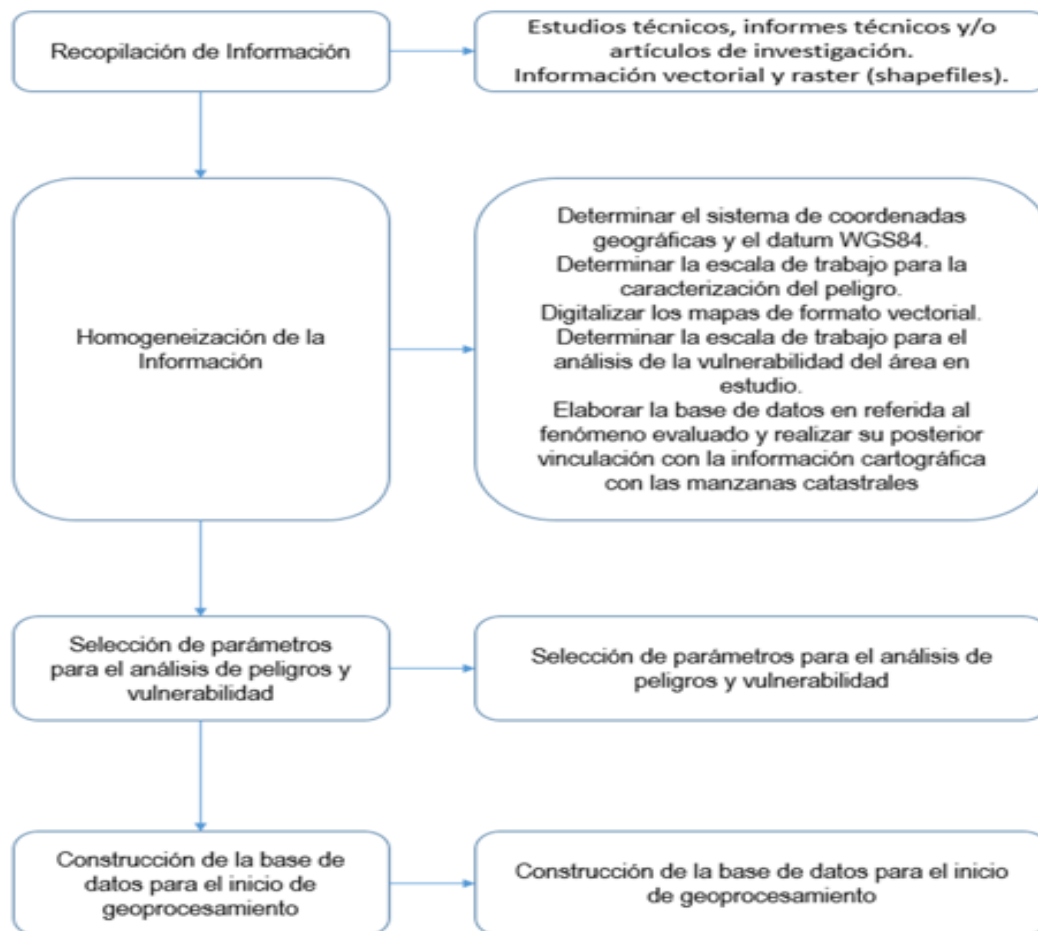 Recopilación de Información
Estudios técnicos, informes técnicos y/o
artículos de investigación.
Información vectorial y raster (shapefiles).
Homogeneización de la
Información
Determinar el sistema de coordenadas
geográficas y el datum WGS84.
Determinar la escala de trabajo para la
caracterización del peligro.
Digitalizar los mapas de formato vectorial.
Determinar la escala de trabajo para el
análisis de la vulnerabilidad del área en
estudio.
Elaborar la base de datos en referida al
fenómeno evaluado y realizar su posterior
vinculación con la información cartográfica
con las manzanas catastrales
Selección de parámetros
para el análisis de peligros y
vulnerabilidad
Selección de parámetros para el análisis de
peligros y vulnerabilidad
Construcción de la base de
datos para el inicio de
geoprocesamiento
Construcción de la base de datos para el inicio
de geoprocesamiento